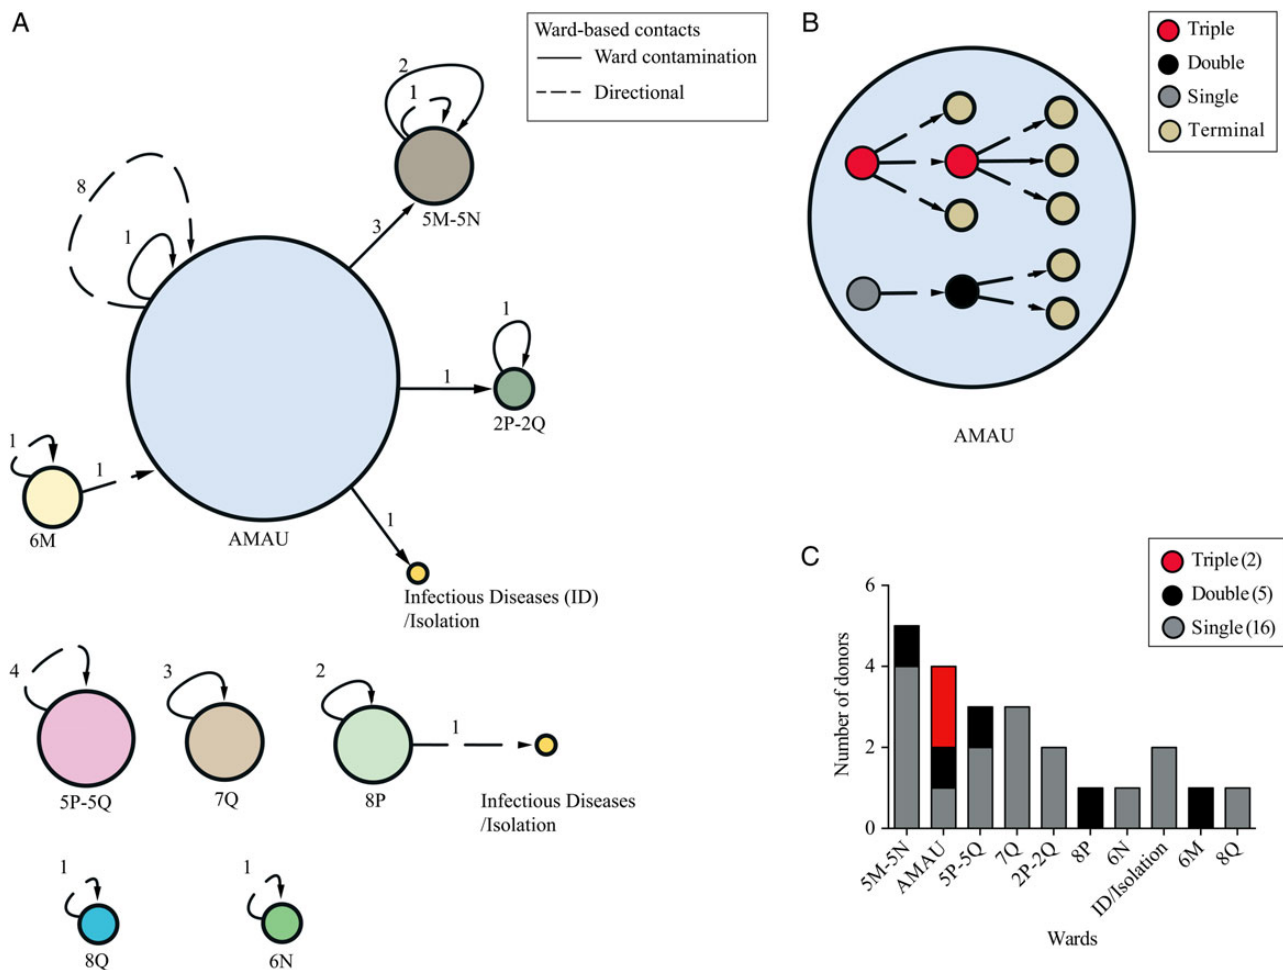 A
Ward-based contacts
Ward contamination
Directional
2
1
5M-5N
8
1
3
1
1
2P-2Q
1
1
6M
AMAU
1
Infectious Diseases (ID)
/Isolation
4
5P-5Q
3
7Q
2
8P
1
Infectious Diseases
/Isolation
1
8Q
1
6N
B
Triple
Double
Single
Terminal
AMAU
C
Triple (2)
Double (5)
Single (16)
Number of donors
6
4
2
0
5M-5N
AMAU
5P-5Q
7Q
2P-2Q
8P
6N
ID/Isolation
6M
8Q
Wards